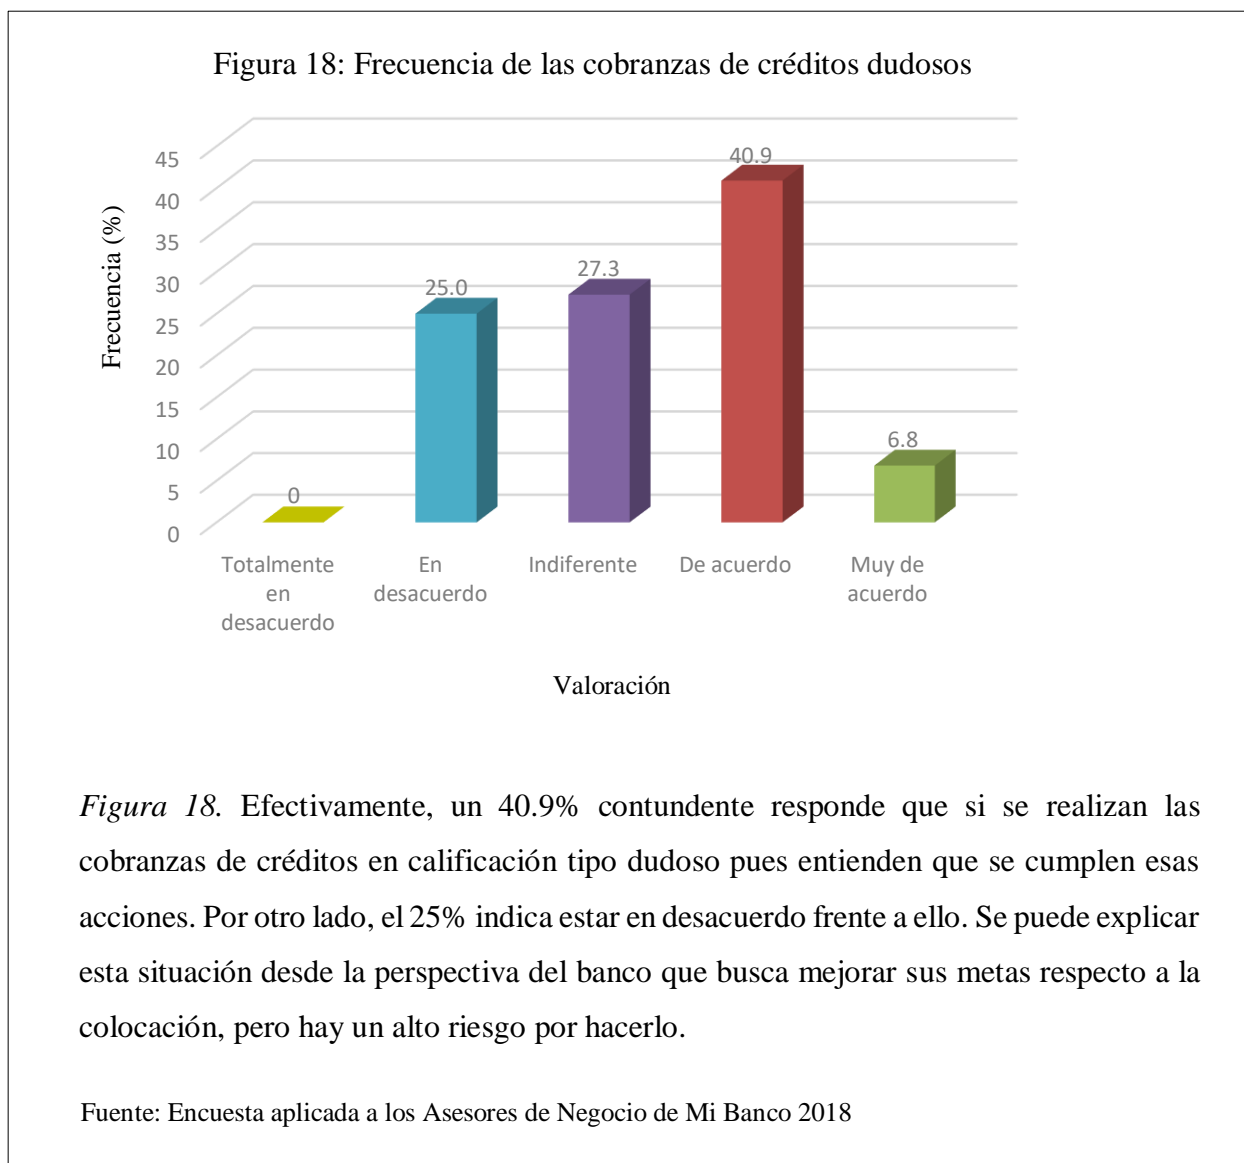 Figura 18: Frecuencia de las cobranzas de créditos dudosos
Frecuencia (%)
45
40
35
30
25
20
15
10
5
0
0
25.0
27.3
40.9
6.8
Totalmente
en
desacuerdo
En
desacuerdo
Indiferente
De acuerdo
Muy de
acuerdo
Valoración
Figura 18. Efectivamente, un 40.9% contundente responde que si se realizan las
cobranzas de créditos en calificación tipo dudoso pues entienden que se cumplen esas
acciones. Por otro lado, el 25% indica estar en desacuerdo frente a ello. Se puede explicar
esta situación desde la perspectiva del banco que busca mejorar sus metas respecto a la
colocación, pero hay un alto riesgo por hacerlo.
Fuente: Encuesta aplicada a los Asesores de Negocio de Mi Banco 2018